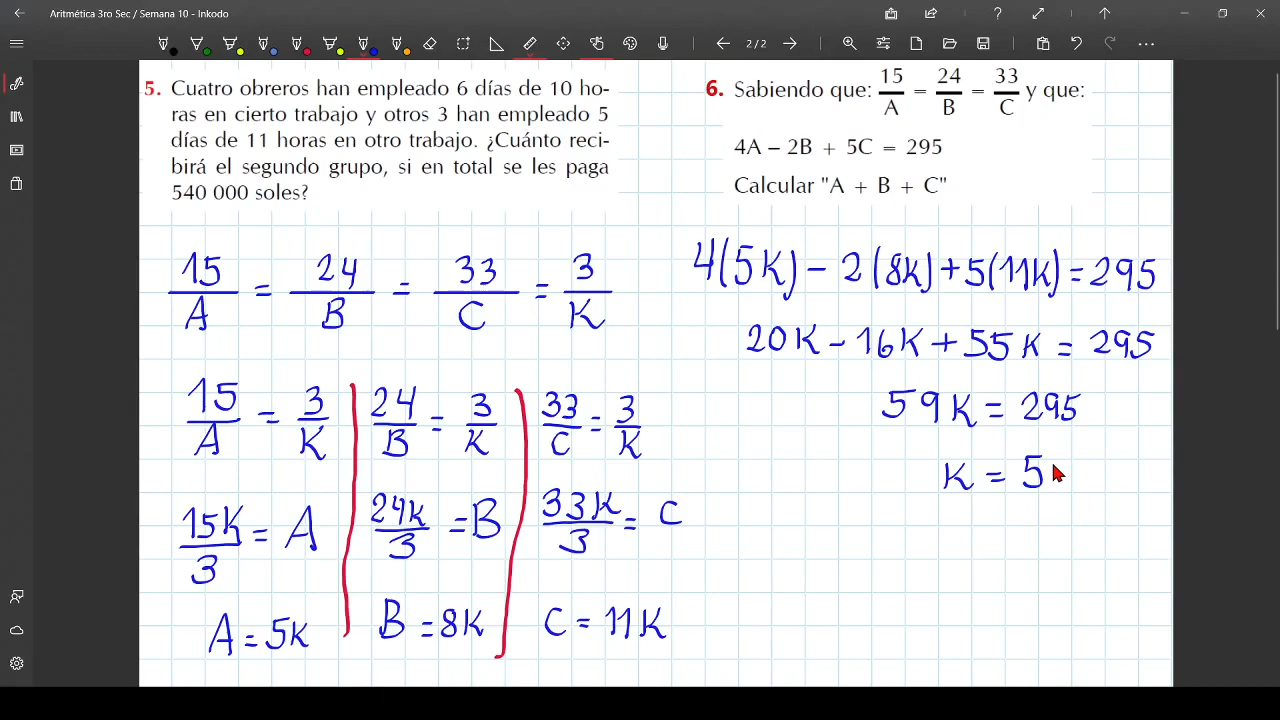 Aritmética 3ro Sec / Semana 10 - Inkodo
2/2
5. Cuatro obreros han empleado 6 días de 10 ho-
ras en cierto trabajo y otros 3 han empleado 5
días de 11 horas en otro trabajo. ¿Cuánto reci-
birá el segundo grupo, si en total se les paga
540 000 soles?
6. Sabiendo que: 15/A = 24/B = 33/C y que:
4A – 2B + 5C = 295
Calcular "A + B + C"
15/A = 24/B = 33/C = 3/K
15/A = 3/K
24/B = 3/K
33/C = 3/K
15K/3 = A
24K/3 = B
33K/3 = C
A = 5K
B = 8K
C = 11K
4(5K) - 2(8K) + 5(11K) = 295
20K - 16K + 55K = 295
59K = 295
K = 5